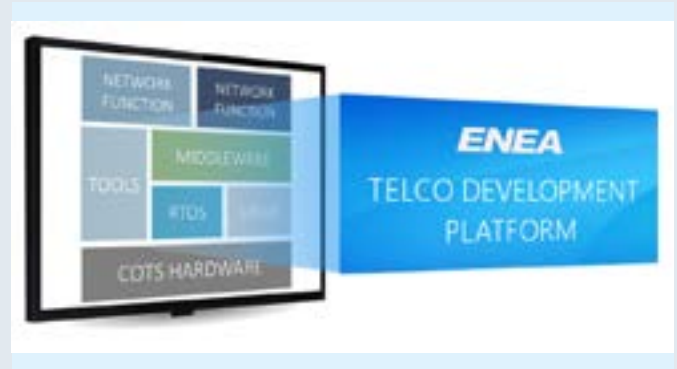 NETWORK
FUNCTION
NETWORK
FUNCTION
MIDDLEWARE
TOOLS
RTOS
COTS HARDWARE
ENEA
TELCO DEVELOPMENT
PLATFORM